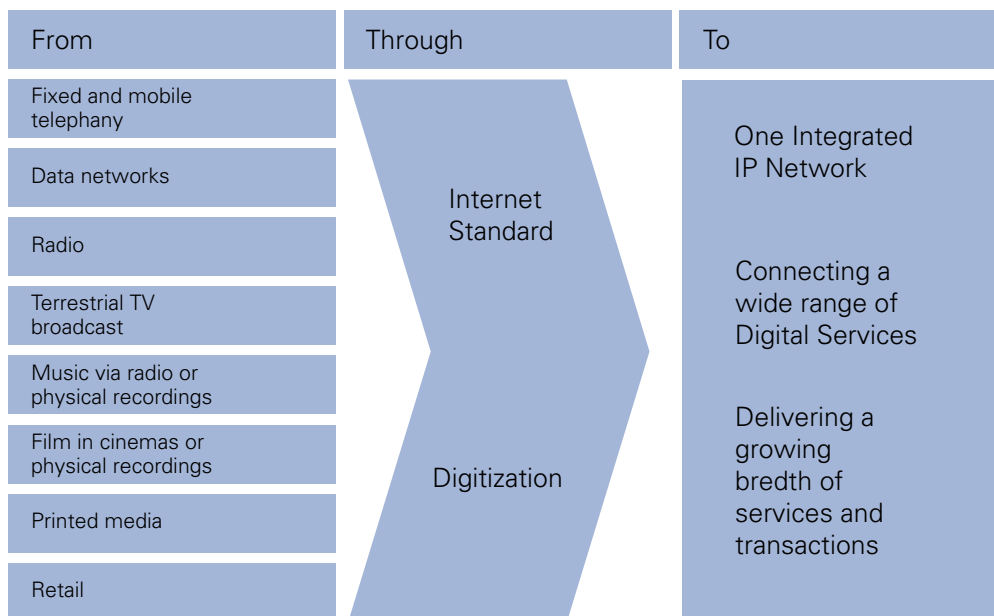 From
Through
To
Fixed and mobile
telephany
Data networks
Radio
Terrestrial TV
broadcast
Music via radio or
physical recordings
Film in cinemas or
physical recordings
Printed media
Retail
Internet
Standard
Digitization
One Integrated
IP Network
Connecting a
wide range of
Digital Services
Delivering a
growing
bredth of
services and
transactions